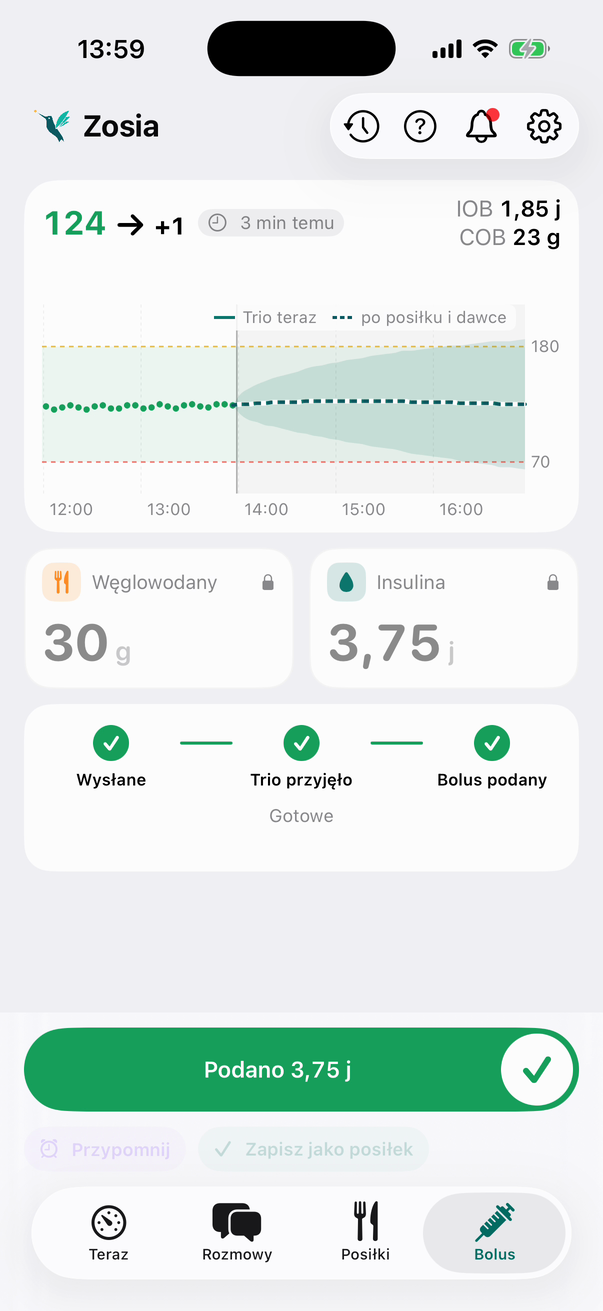 13:59
Zosia
124 → +1 3 min temu
IOB 1,85 j
COB 23 g
Trio teraz po posiłku i dawce
180
70
12:00 13:00 14:00 15:00 16:00
Węglowodany
30 g
Insulina
3,75 j
Wysłane Trio przyjęło Bolus podany
Gotowe
Podano 3,75 j
Przypomnij Zapisz jako posiłek
Teraz Rozmowy Posiłki Bolus